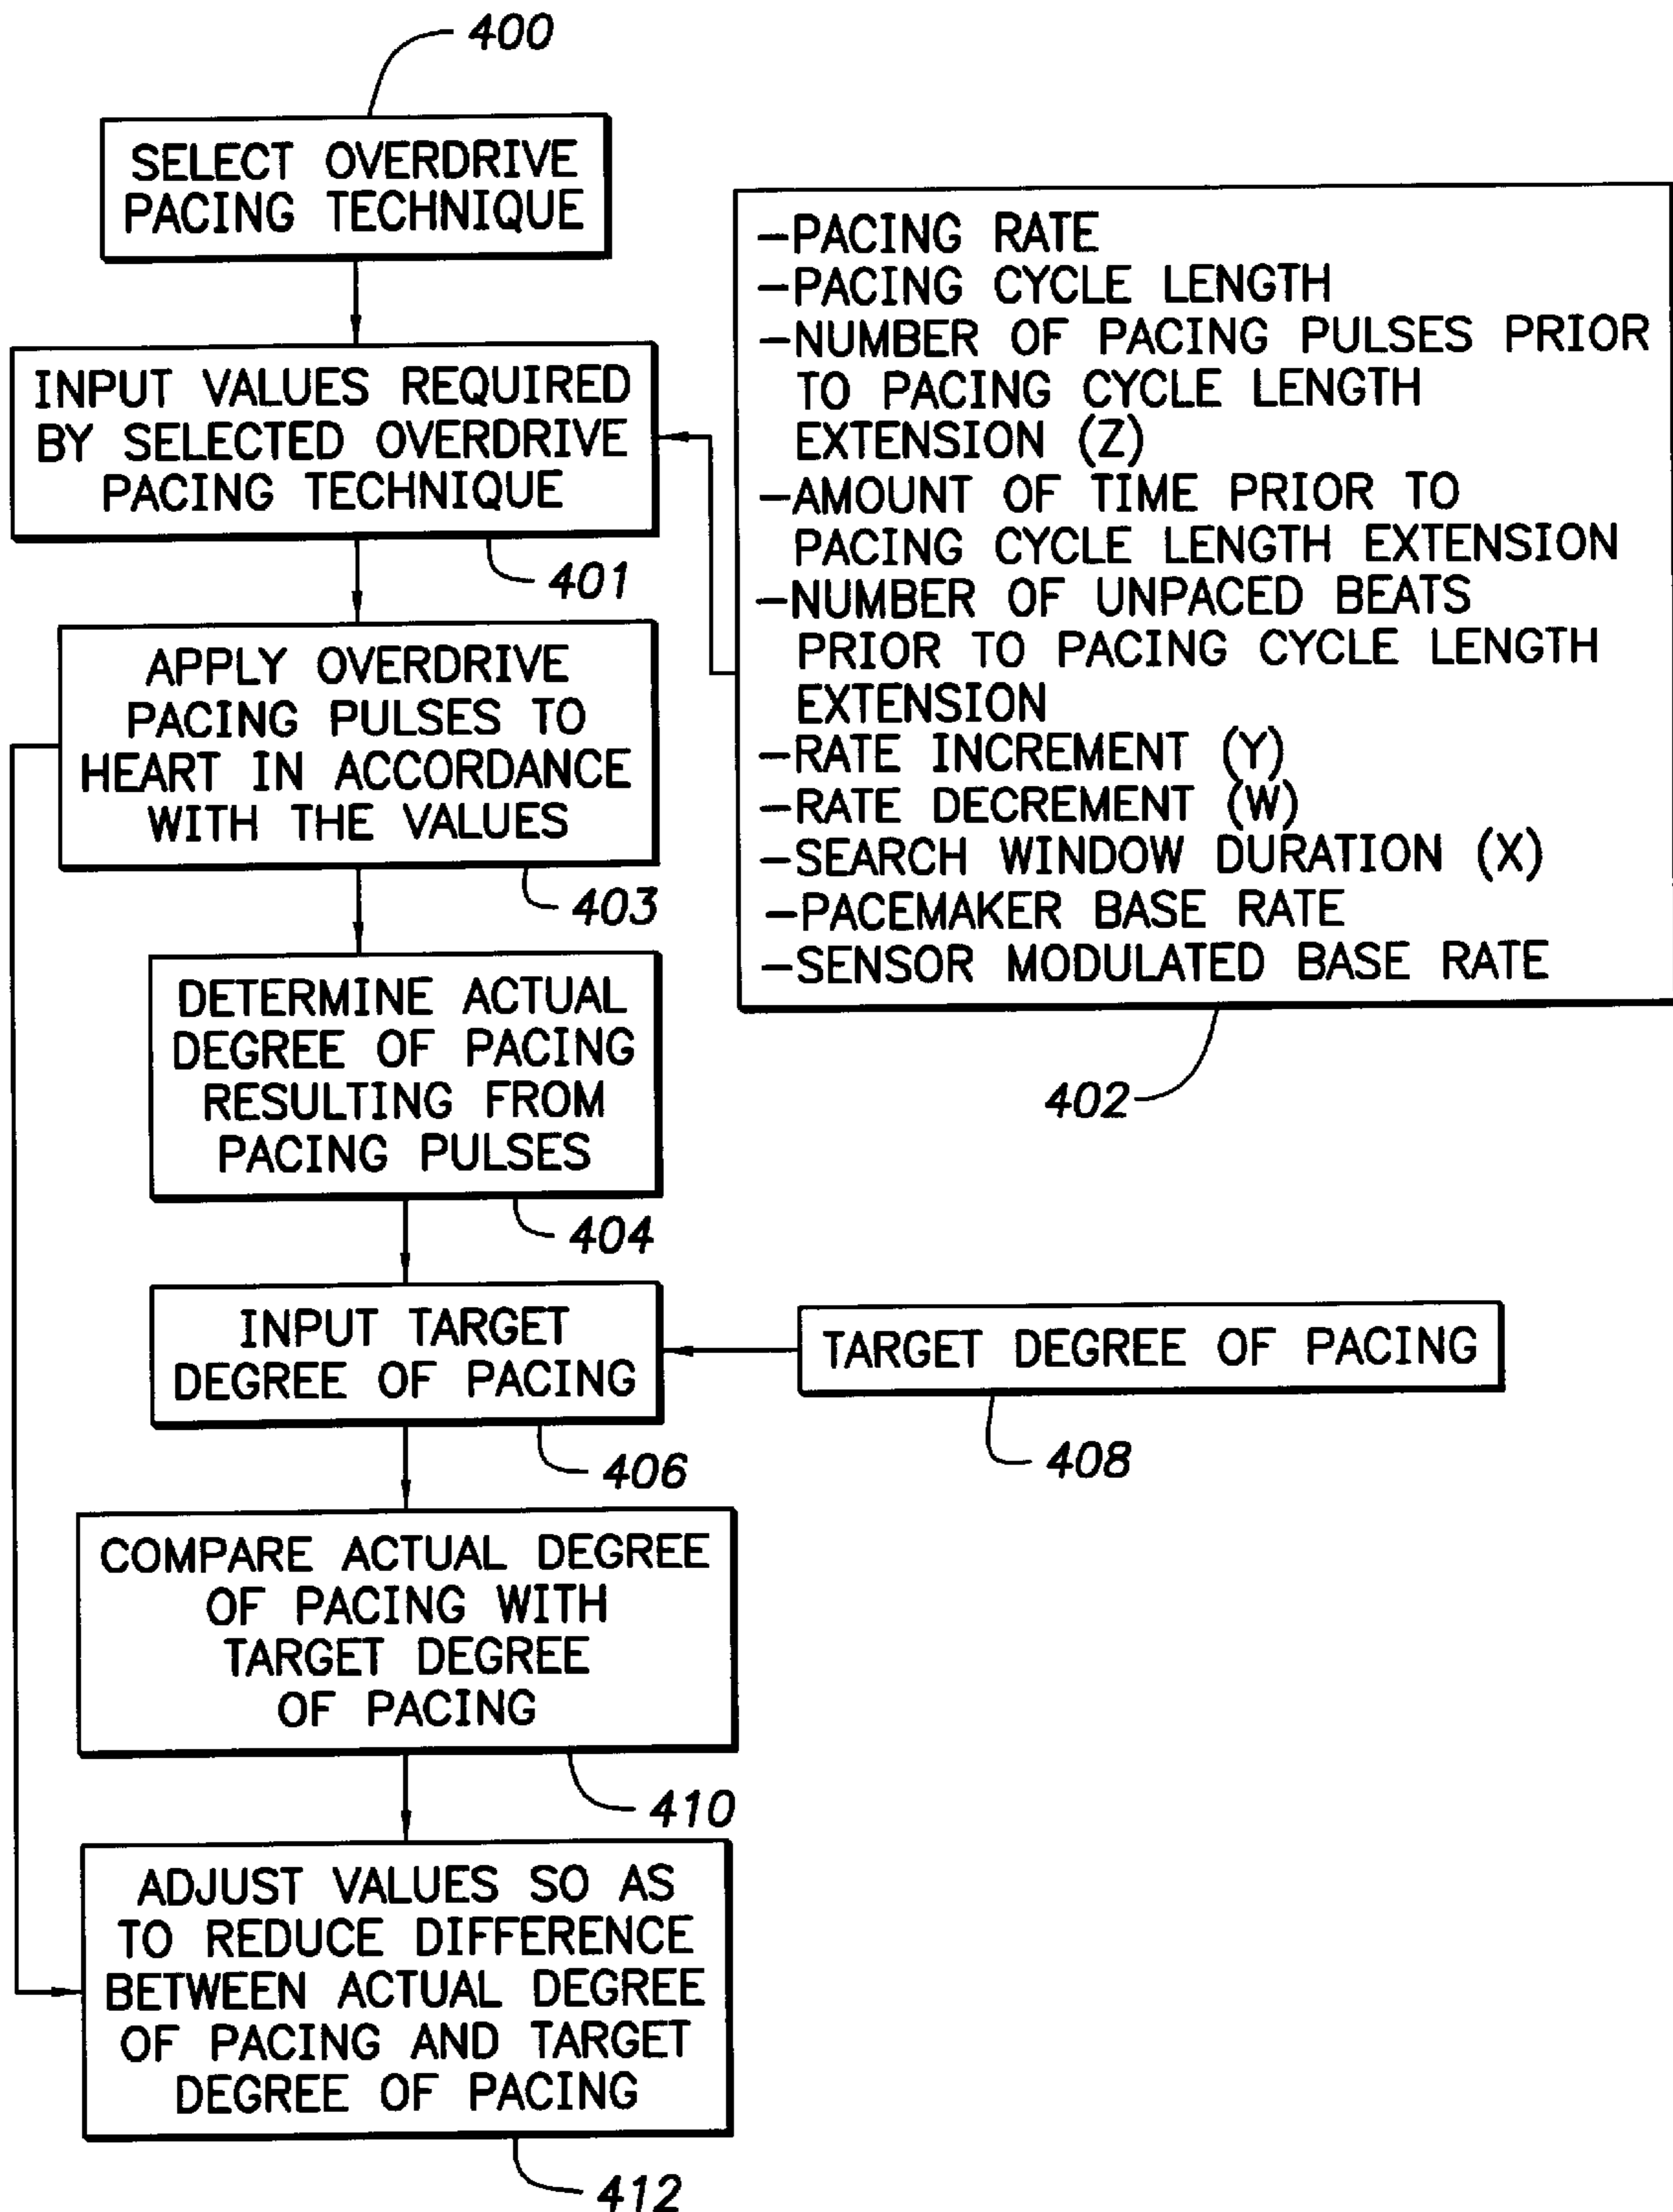 400
SELECT OVERDRIVE
PACING TECHNIQUE
INPUT VALUES REQUIRED
BY SELECTED OVERDRIVE
PACING TECHNIQUE
401
-PACING RATE
-PACING CYCLE LENGTH
-NUMBER OF PACING PULSES PRIOR
TO PACING CYCLE LENGTH
EXTENSION (Z)
-AMOUNT OF TIME PRIOR TO
PACING CYCLE LENGTH EXTENSION
-NUMBER OF UNPACED BEATS
PRIOR TO PACING CYCLE LENGTH
EXTENSION
-RATE INCREMENT (Y)
-RATE DECREMENT (W)
-SEARCH WINDOW DURATION (X)
-PACEMAKER BASE RATE
-SENSOR MODULATED BASE RATE
402
APPLY OVERDRIVE
PACING PULSES TO
HEART IN ACCORDANCE
WITH THE VALUES
403
DETERMINE ACTUAL
DEGREE OF PACING
RESULTING FROM
PACING PULSES
404
INPUT TARGET
DEGREE OF PACING
406
TARGET DEGREE OF PACING
408
COMPARE ACTUAL DEGREE
OF PACING WITH
TARGET DEGREE
OF PACING
410
ADJUST VALUES SO AS
TO REDUCE DIFFERENCE
BETWEEN ACTUAL DEGREE
OF PACING AND TARGET
DEGREE OF PACING
412